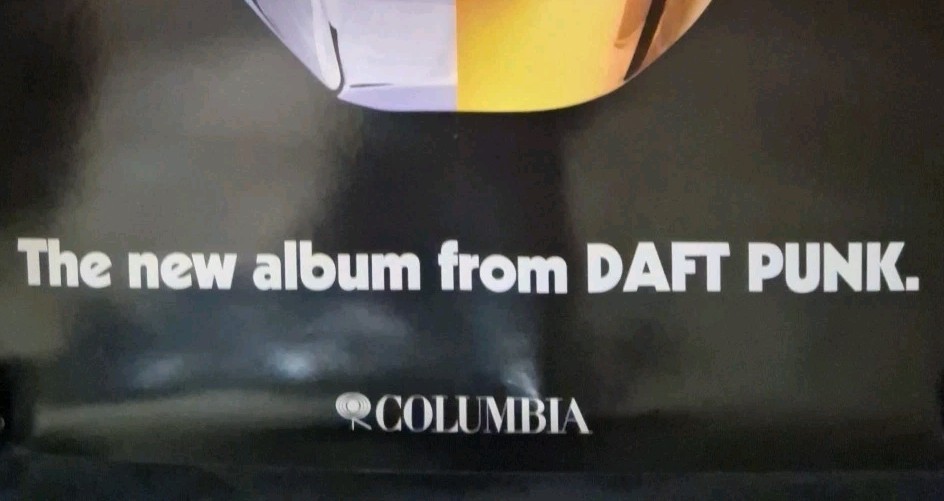 The new album from DAFT PUNK.
COLUMBIA